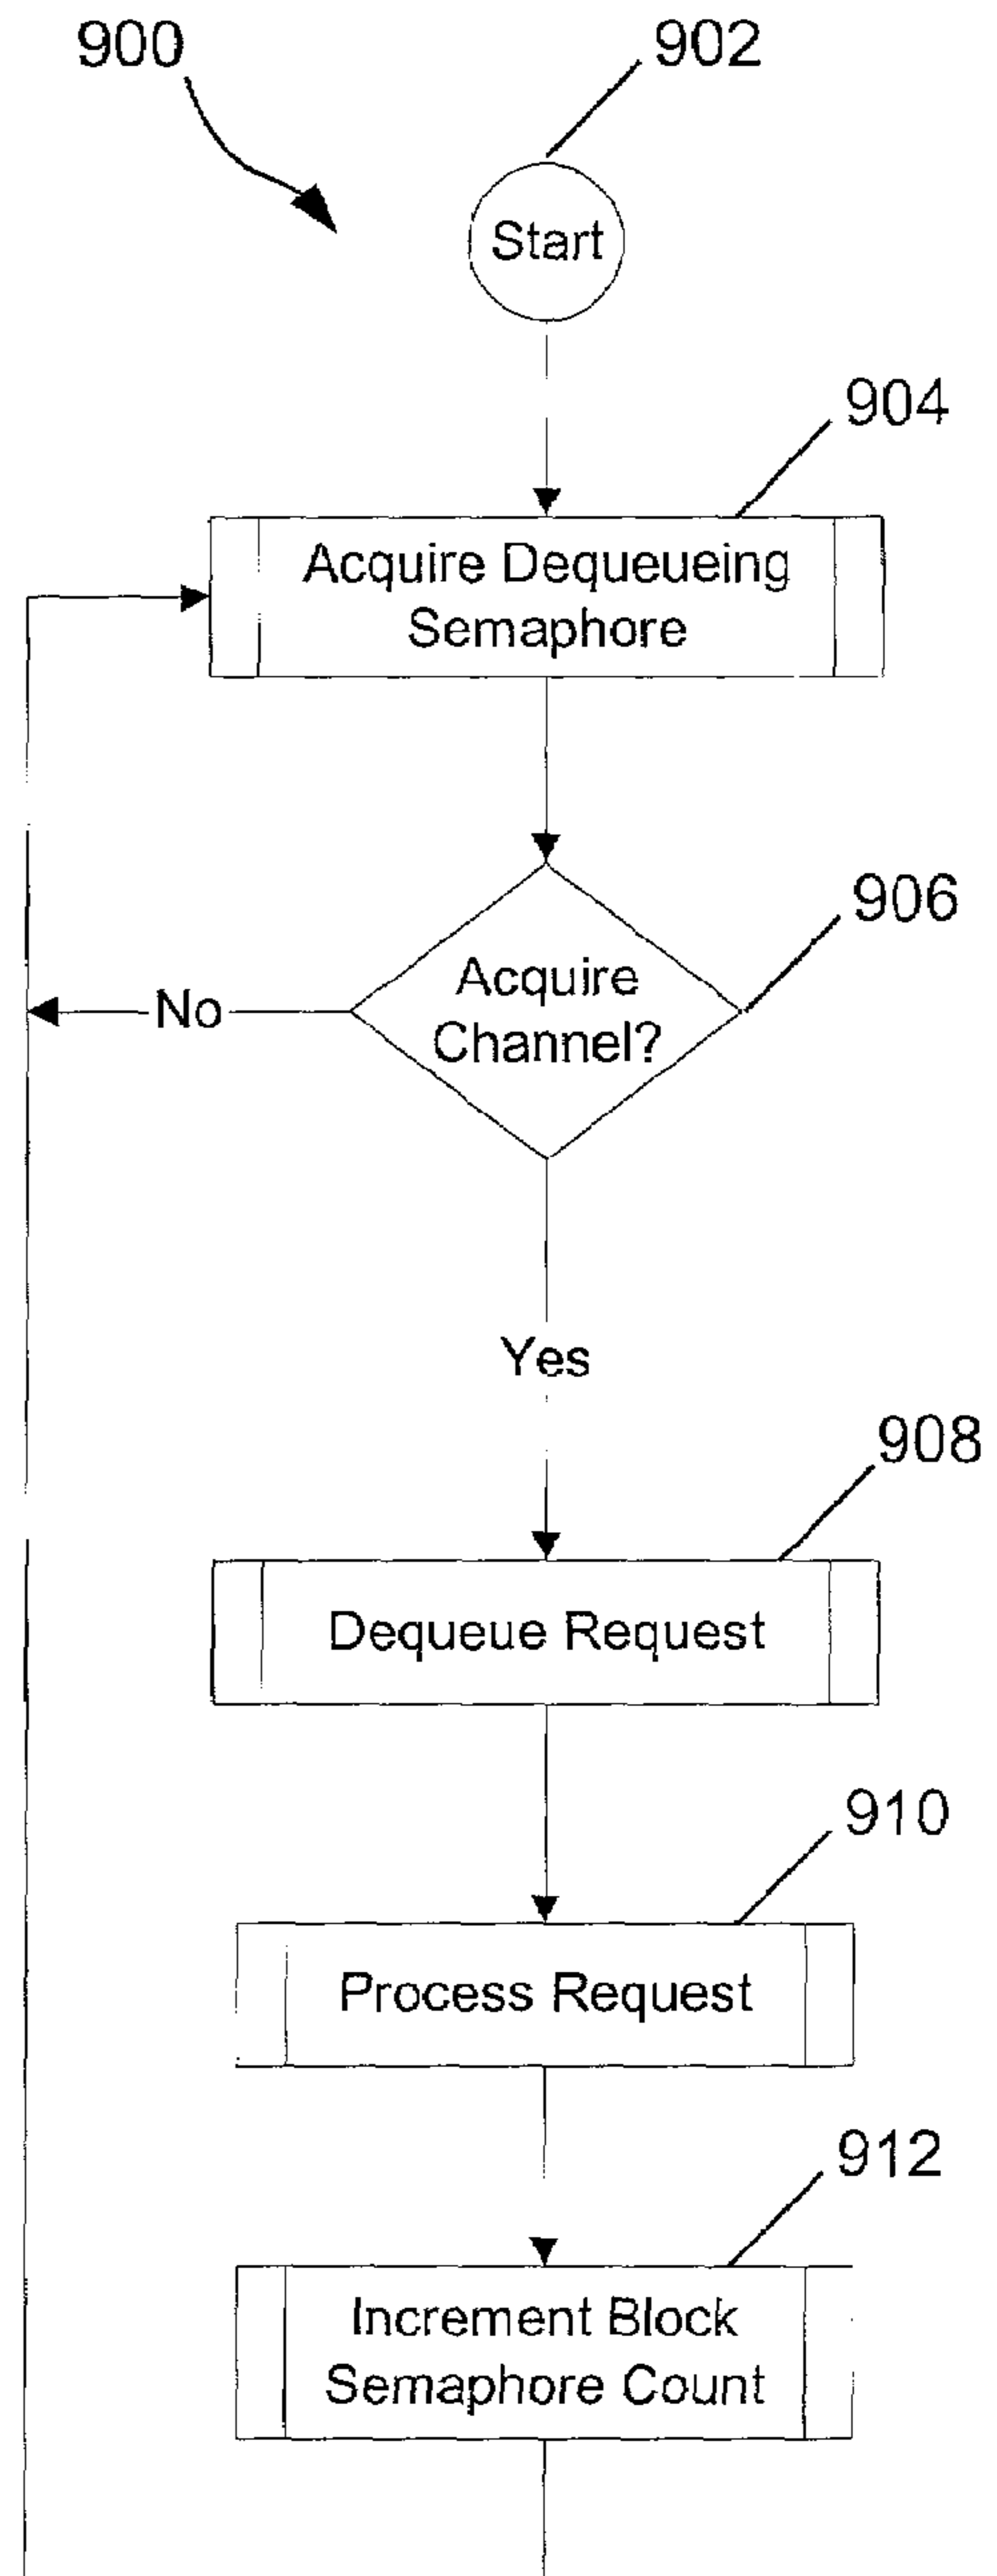 900
902
Start
904
Acquire Dequeueing
Semaphore
906
Acquire
Channel?
No
Yes
908
Dequeue Request
910
Process Request
912
Increment Block
Semaphore Count